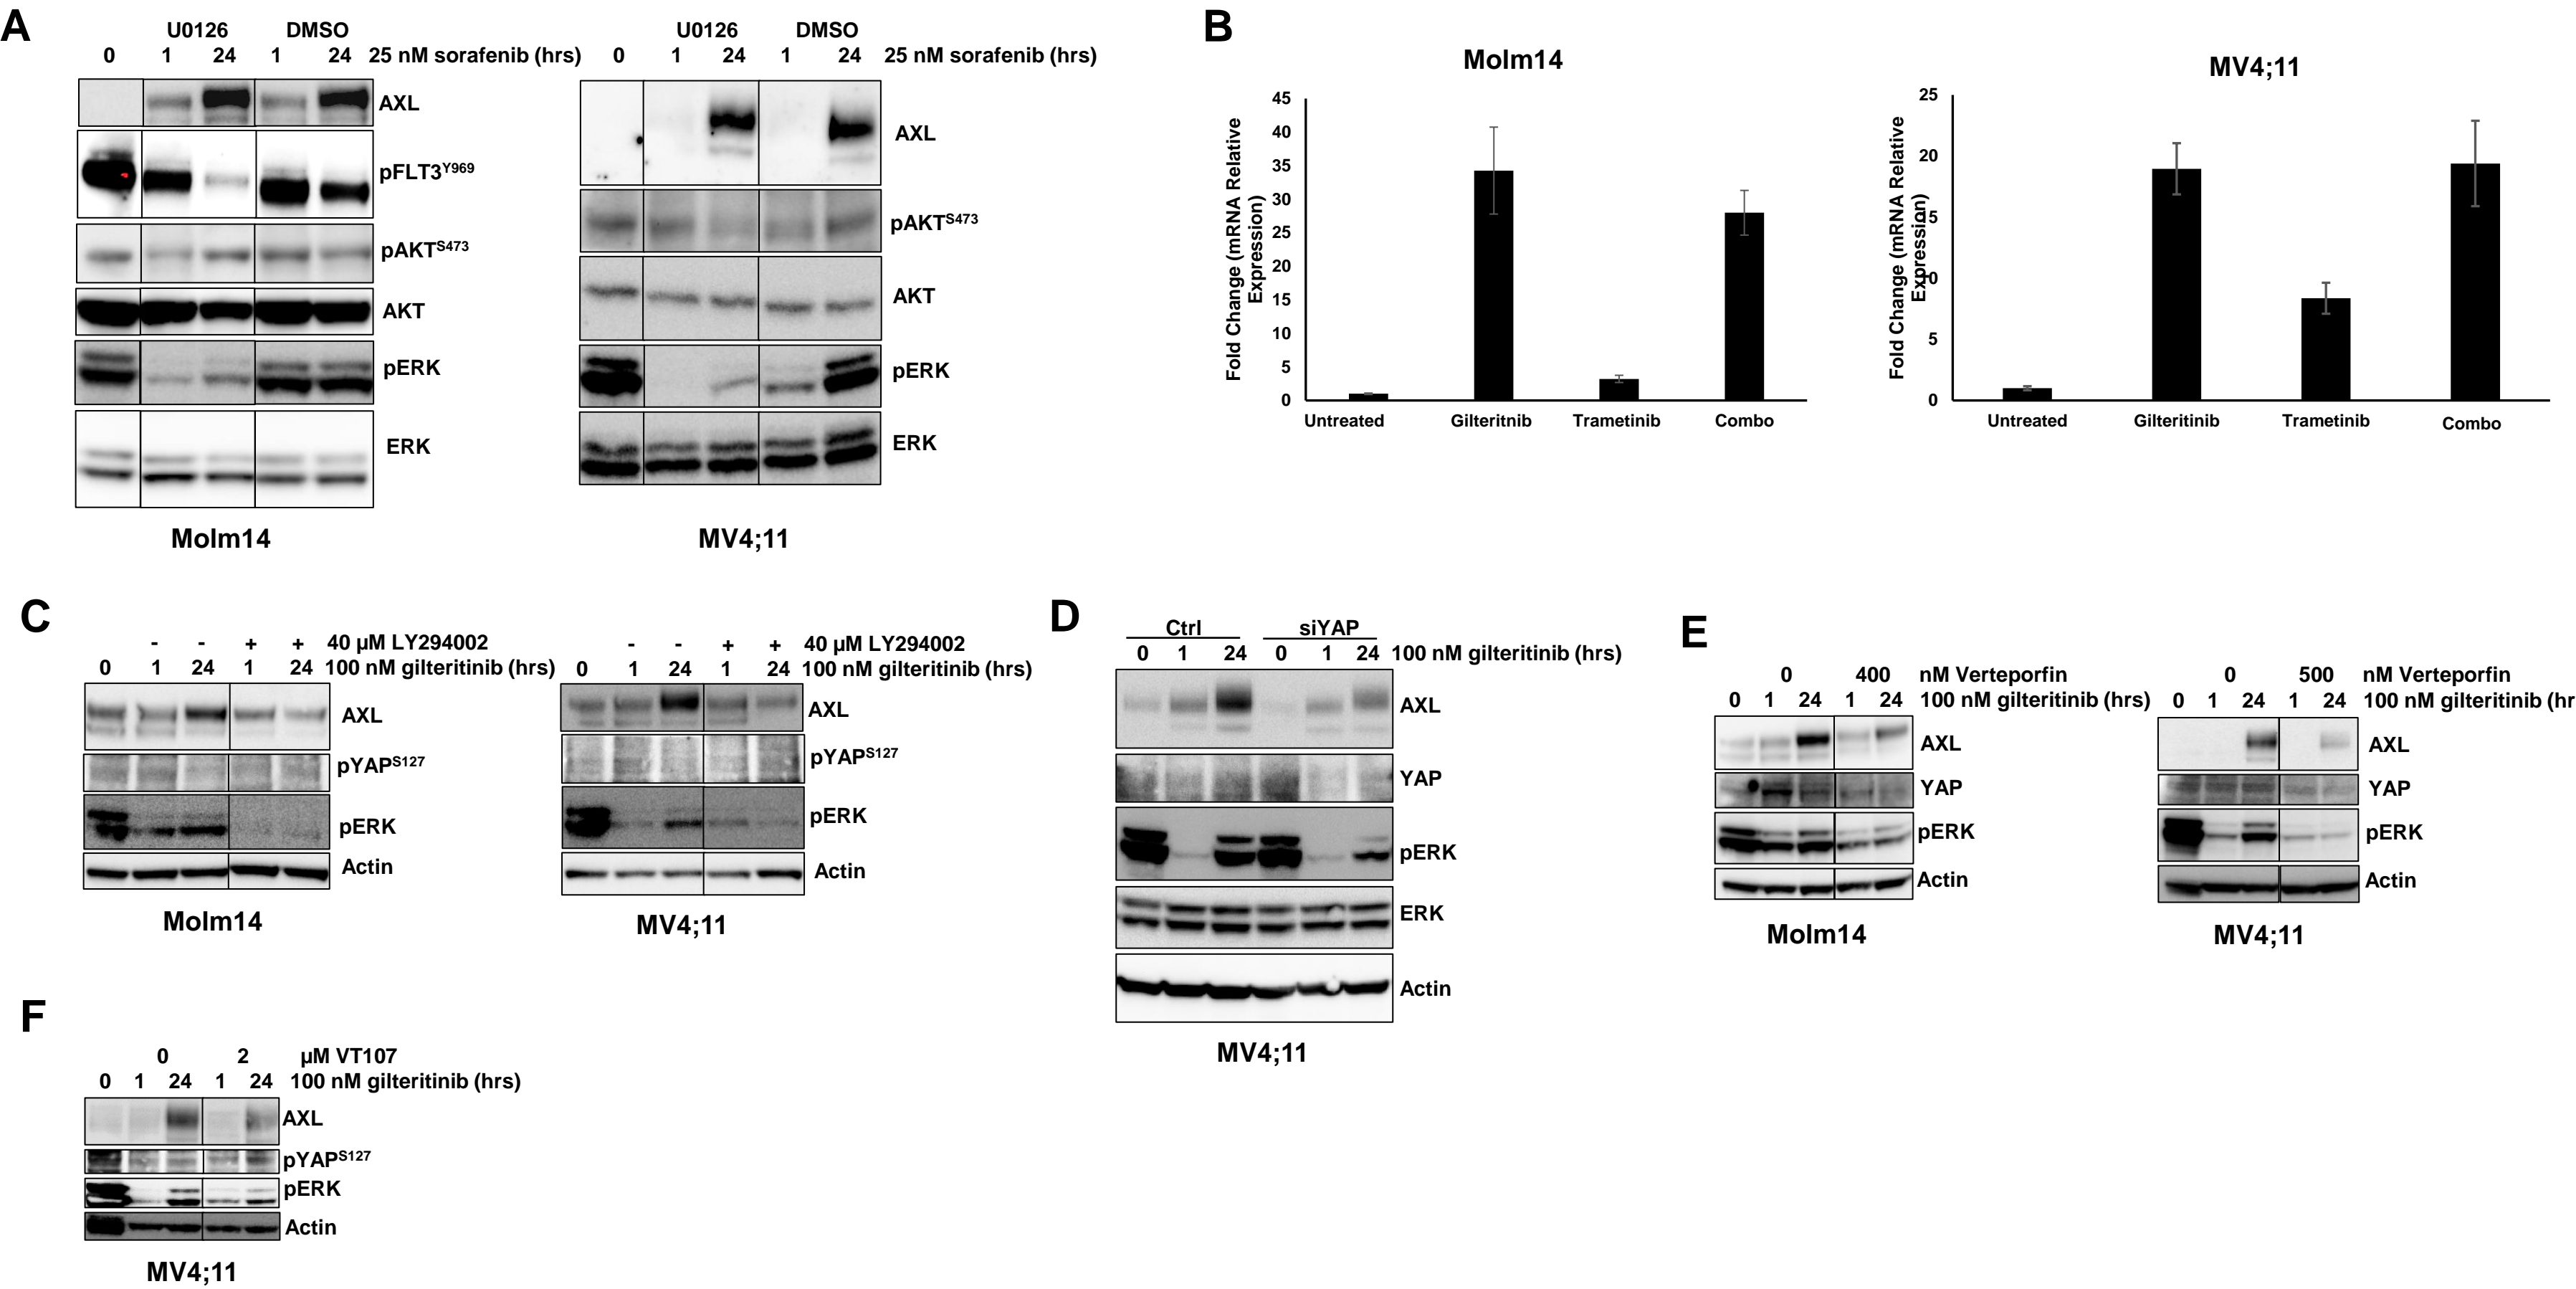 A
U0126 DMSO
0 1 24 1 24 25 nM sorafenib (hrs)
AXL
pFLT3Y969
pAKTS473
AKT
pERK
ERK
Molm14
U0126 DMSO
0 1 24 1 24 25 nM sorafenib (hrs)
AXL
pAKTS473
AKT
pERK
ERK
MV4;11
B
Molm14
Fold Change (mRNA Relative
Expression)
45
40
35
30
25
20
15
10
5
0
Untreated Gilteritnib Trametinib Combo
MV4;11
Fold Change (mRNA Relative
Expression)
25
20
15
10
5
0
Untreated Gilteritinib Trametinib Combo
C
- - + + 40 µM LY294002
0 1 24 1 24 100 nM gilteritinib (hrs)
AXL
pYAPS127
pERK
Actin
Molm14
- - + + 40 µM LY294002
0 1 24 1 24 100 nM gilteritinib (hrs)
AXL
pYAPS127
pERK
Actin
MV4;11
D
Ctrl siYAP
0 1 24 0 1 24 100 nM gilteritinib (hrs)
AXL
YAP
pERK
ERK
Actin
MV4;11
E
0 400 nM Verteporfin
0 1 24 1 24 100 nM gilteritinib (hrs)
AXL
YAP
pERK
Actin
Molm14
0 500 nM Verteporfin
0 1 24 1 24 100 nM gilteritinib (hr
AXL
YAP
pERK
Actin
MV4;11
F
0 2 µM VT107
0 1 24 1 24 100 nM gilteritinib (hrs)
AXL
pYAPS127
pERK
Actin
MV4;11